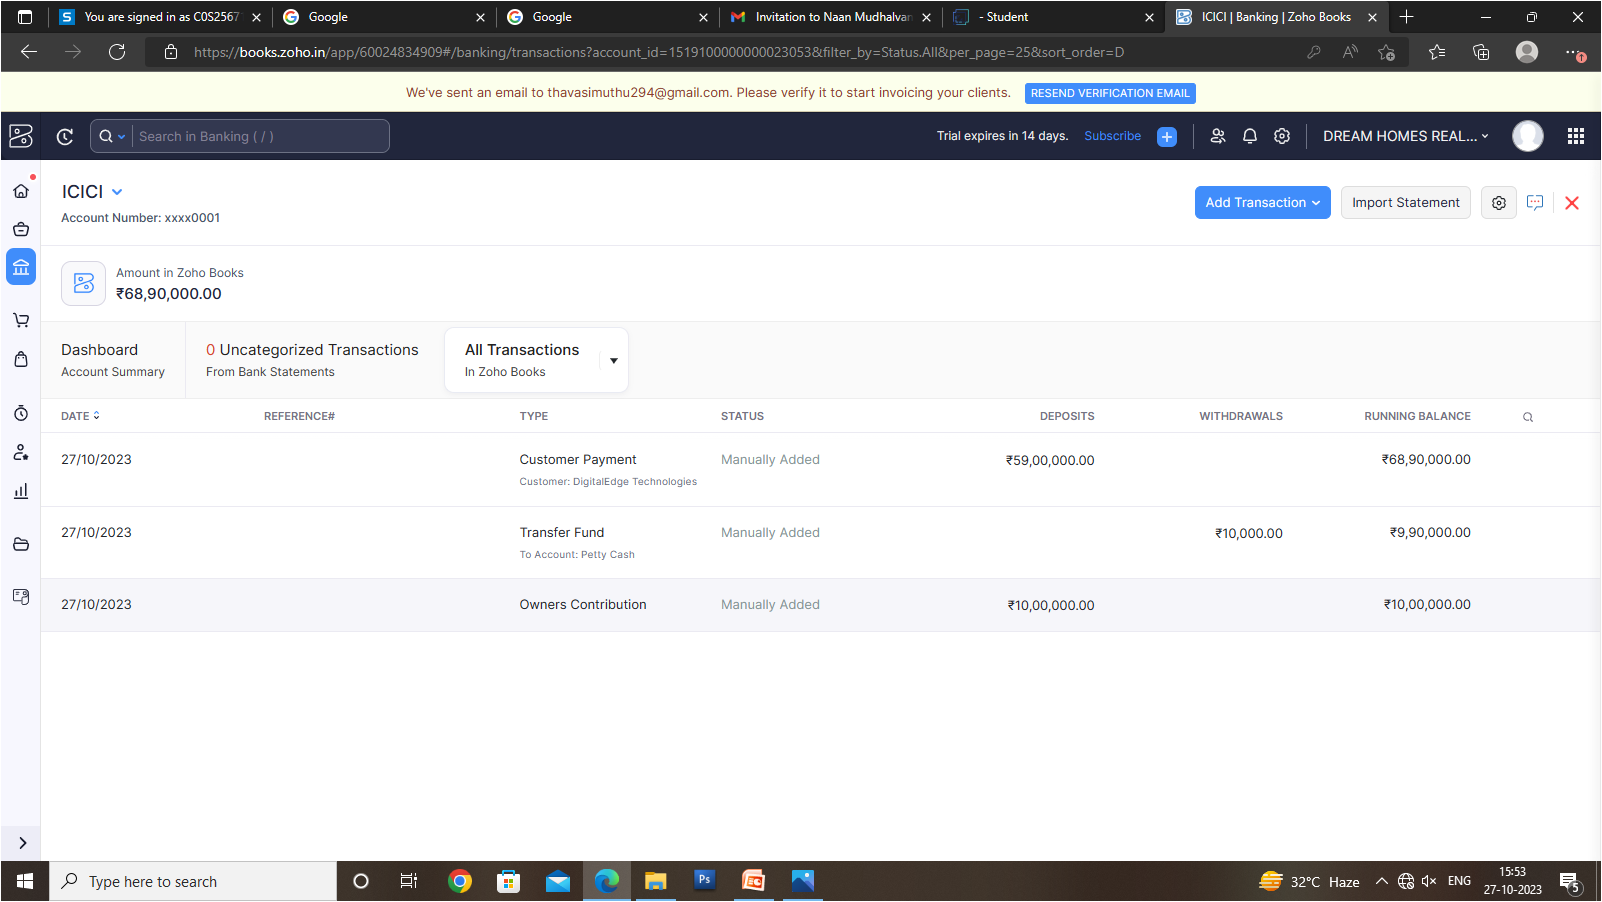 You are signed in as C0S2567
Google
Google
Invitation to Naan Mudhalvan
- Student
ICICI | Banking | Zoho Books
https://books.zoho.in/app/60024834909#/banking/transactions?account_id=1519100000000023053&filter_by=Status.All&per_page=25&sort_order=D
We've sent an email to thavasimuthu294@gmail.com. Please verify it to start invoicing your clients. RESEND VERIFICATION EMAIL
Search in Banking ( / )
Trial expires in 14 days. Subscribe
DREAM HOMES REAL...
ICICI
Account Number: xxxx0001
Add Transaction
Import Statement
Amount in Zoho Books
₹68,90,000.00
Dashboard
Account Summary
0 Uncategorized Transactions
From Bank Statements
All Transactions
In Zoho Books
DATE REFERENCE# TYPE STATUS DEPOSITS WITHDRAWALS RUNNING BALANCE
27/10/2023 Customer Payment Manually Added ₹59,00,000.00 ₹68,90,000.00
Customer: DigitalEdge Technologies
27/10/2023 Transfer Fund Manually Added ₹10,000.00 ₹9,90,000.00
To Account: Petty Cash
27/10/2023 Owners Contribution Manually Added ₹10,00,000.00 ₹10,00,000.00
Type here to search
Ps
32°C Haze
ENG
15:53
27-10-2023
5